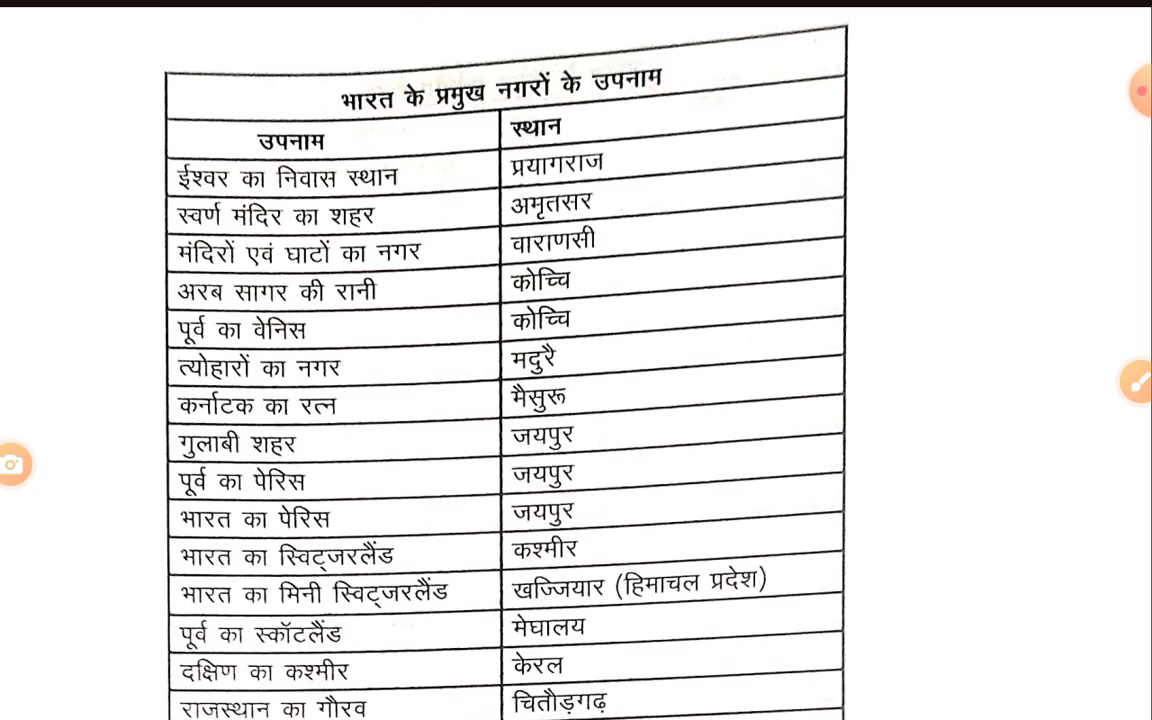 भारत के प्रमुख नगरों के उपनाम
उपनाम स्थान
ईश्वर का निवास स्थान प्रयागराज
स्वर्ण मंदिर का शहर अमृतसर
मंदिरों एवं घाटों का नगर वाराणसी
अरब सागर की रानी कोच्चि
पूर्व का वेनिस कोच्चि
त्योहारों का नगर मदुरै
कर्नाटक का रत्न मैसुरू
गुलाबी शहर जयपुर
पूर्व का पेरिस जयपुर
भारत का पेरिस जयपुर
भारत का स्विट्जरलैंड कश्मीर
भारत का मिनी स्विट्जरलैंड खज्जियार (हिमाचल प्रदेश)
पूर्व का स्कॉटलैंड मेघालय
दक्षिण का कश्मीर केरल
राजस्थान का गौरव चितौड़गढ़